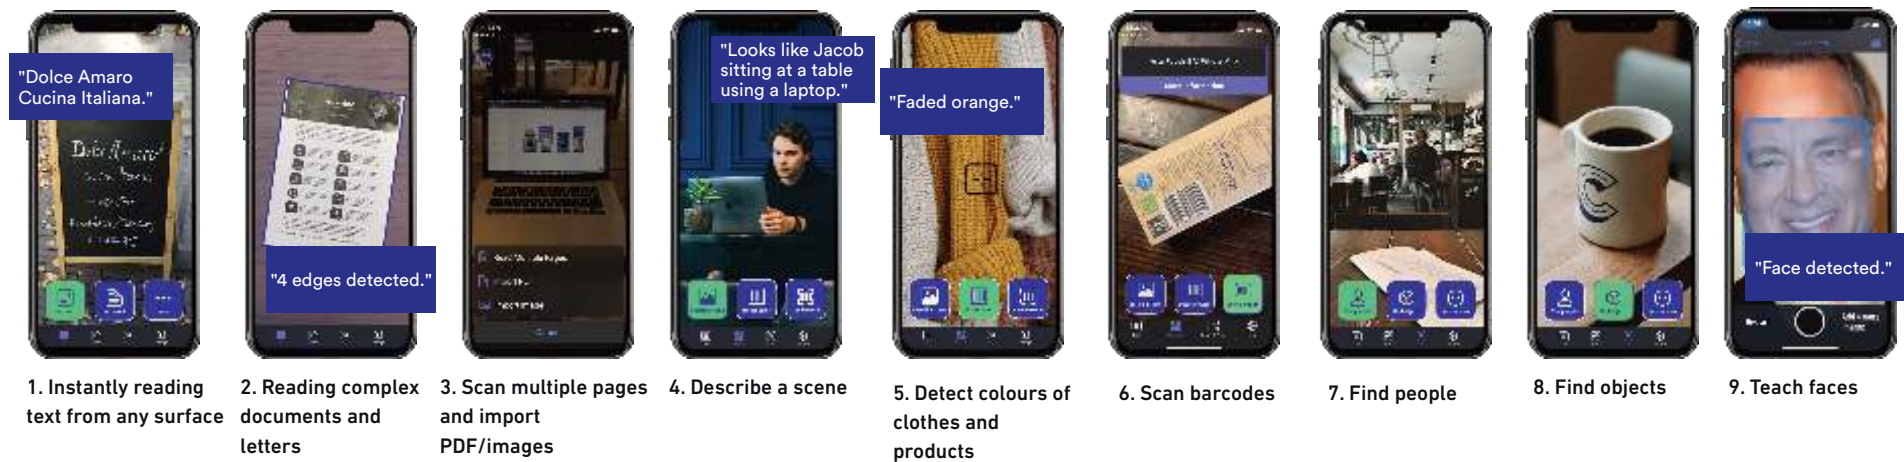 "Dolce Amaro
Cucina Italiana."
"4 edges detected."
Read Multiple Pages
"Looks like Jacob
sitting at a table
using a laptop."
"Faded orange."
C
"Face detected."
1. Instantly reading
text from any surface
2. Reading complex
documents and
letters
3. Scan multiple pages
and import
PDF/images
4. Describe a scene
5. Detect colours of
clothes and
products
6. Scan barcodes
7. Find people
8. Find objects
9. Teach faces